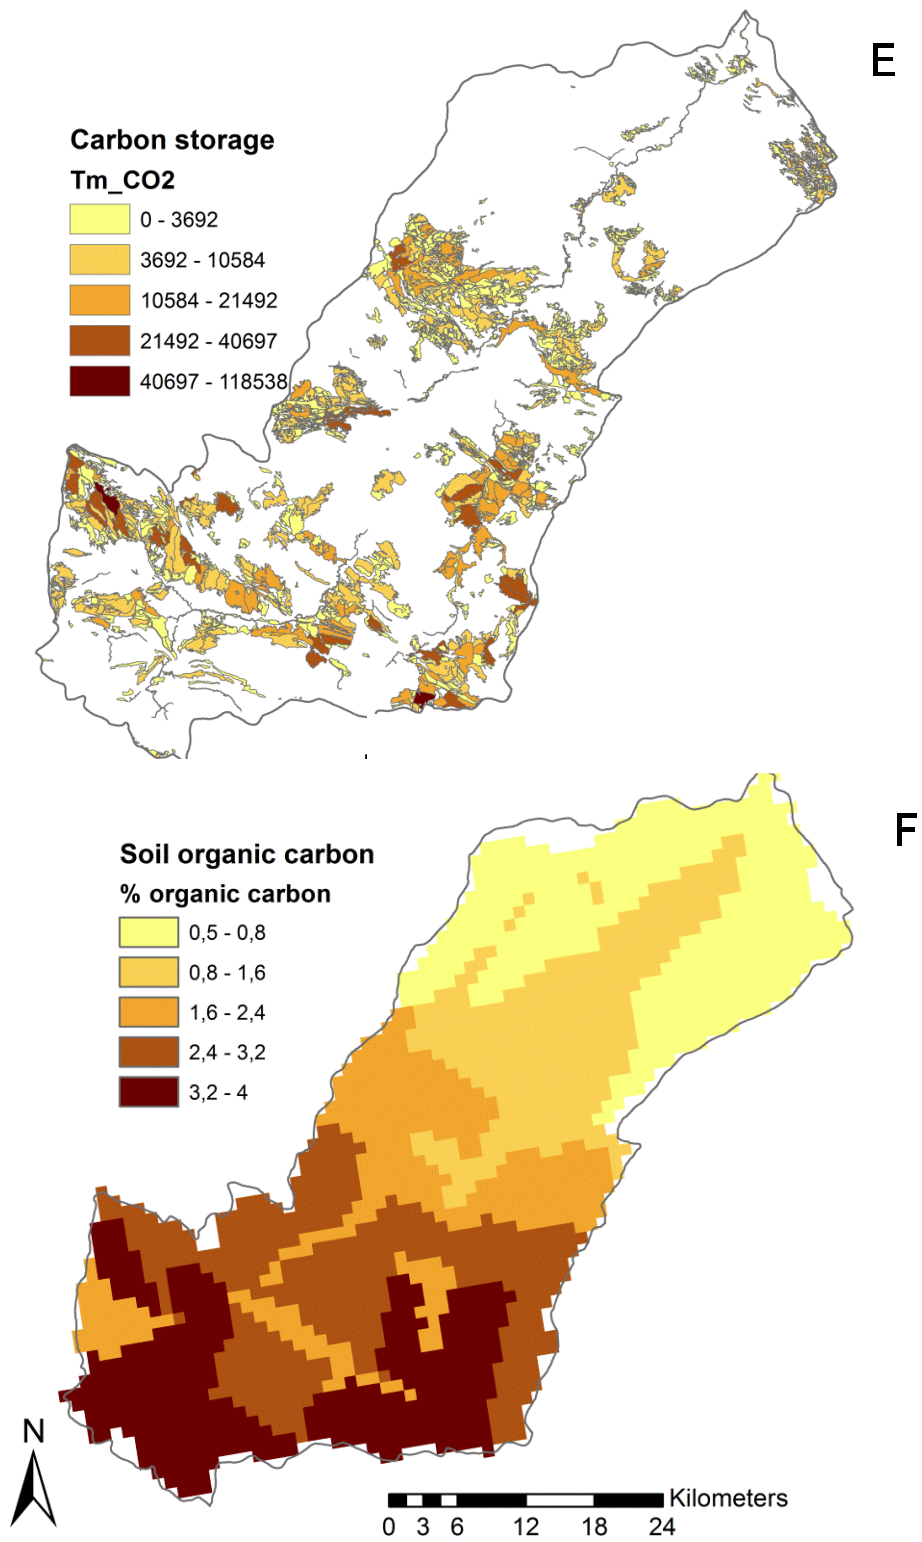 E
Carbon storage
Tm_CO2
0 - 3692
3692 - 10584
10584 - 21492
21492 - 40697
40697 - 118538
F
Soil organic carbon
% organic carbon
0,5 - 0,8
0,8 - 1,6
1,6 - 2,4
2,4 - 3,2
3,2 - 4
N
Kilometers
0 3 6 12 18 24